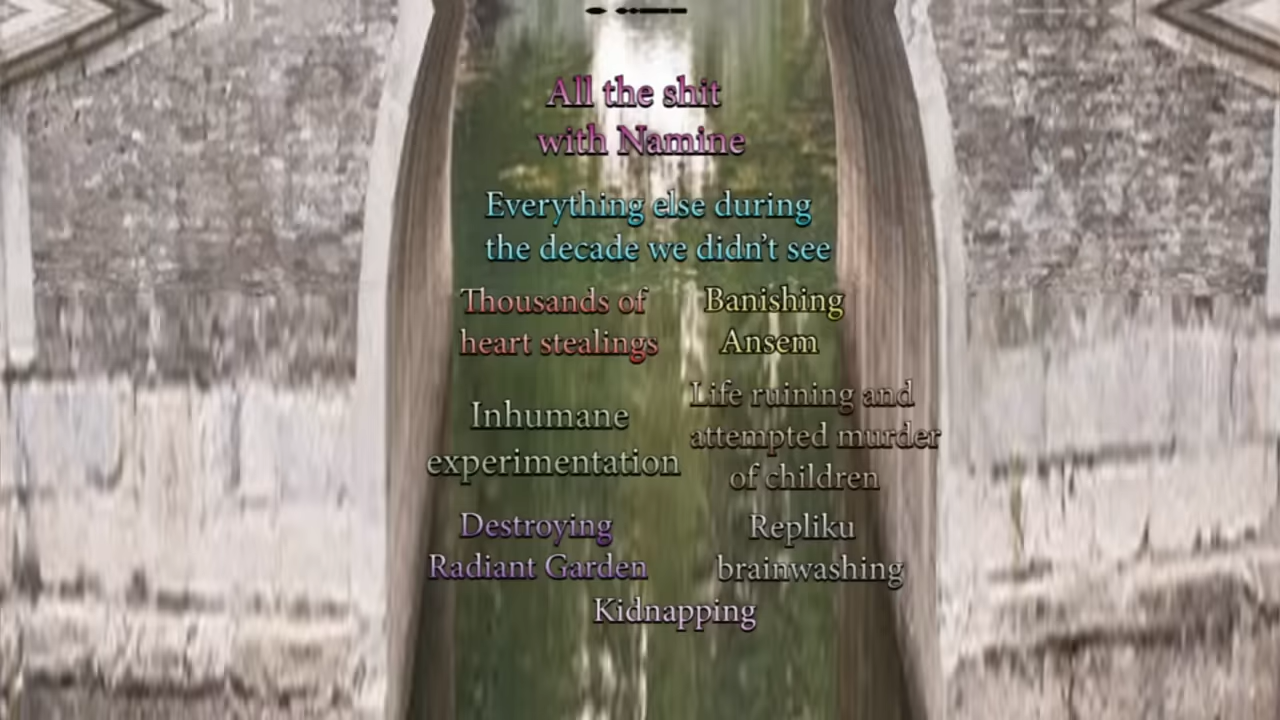 All the shit
with Namine
Everything else during
the decade we didn't see
Thousands of
heart stealings
Banishing
Ansem
Inhumane
experimentation
Life ruining and
attempted murder
of children
Destroying
Radiant Garden
Repliku
brainwashing
Kidnapping